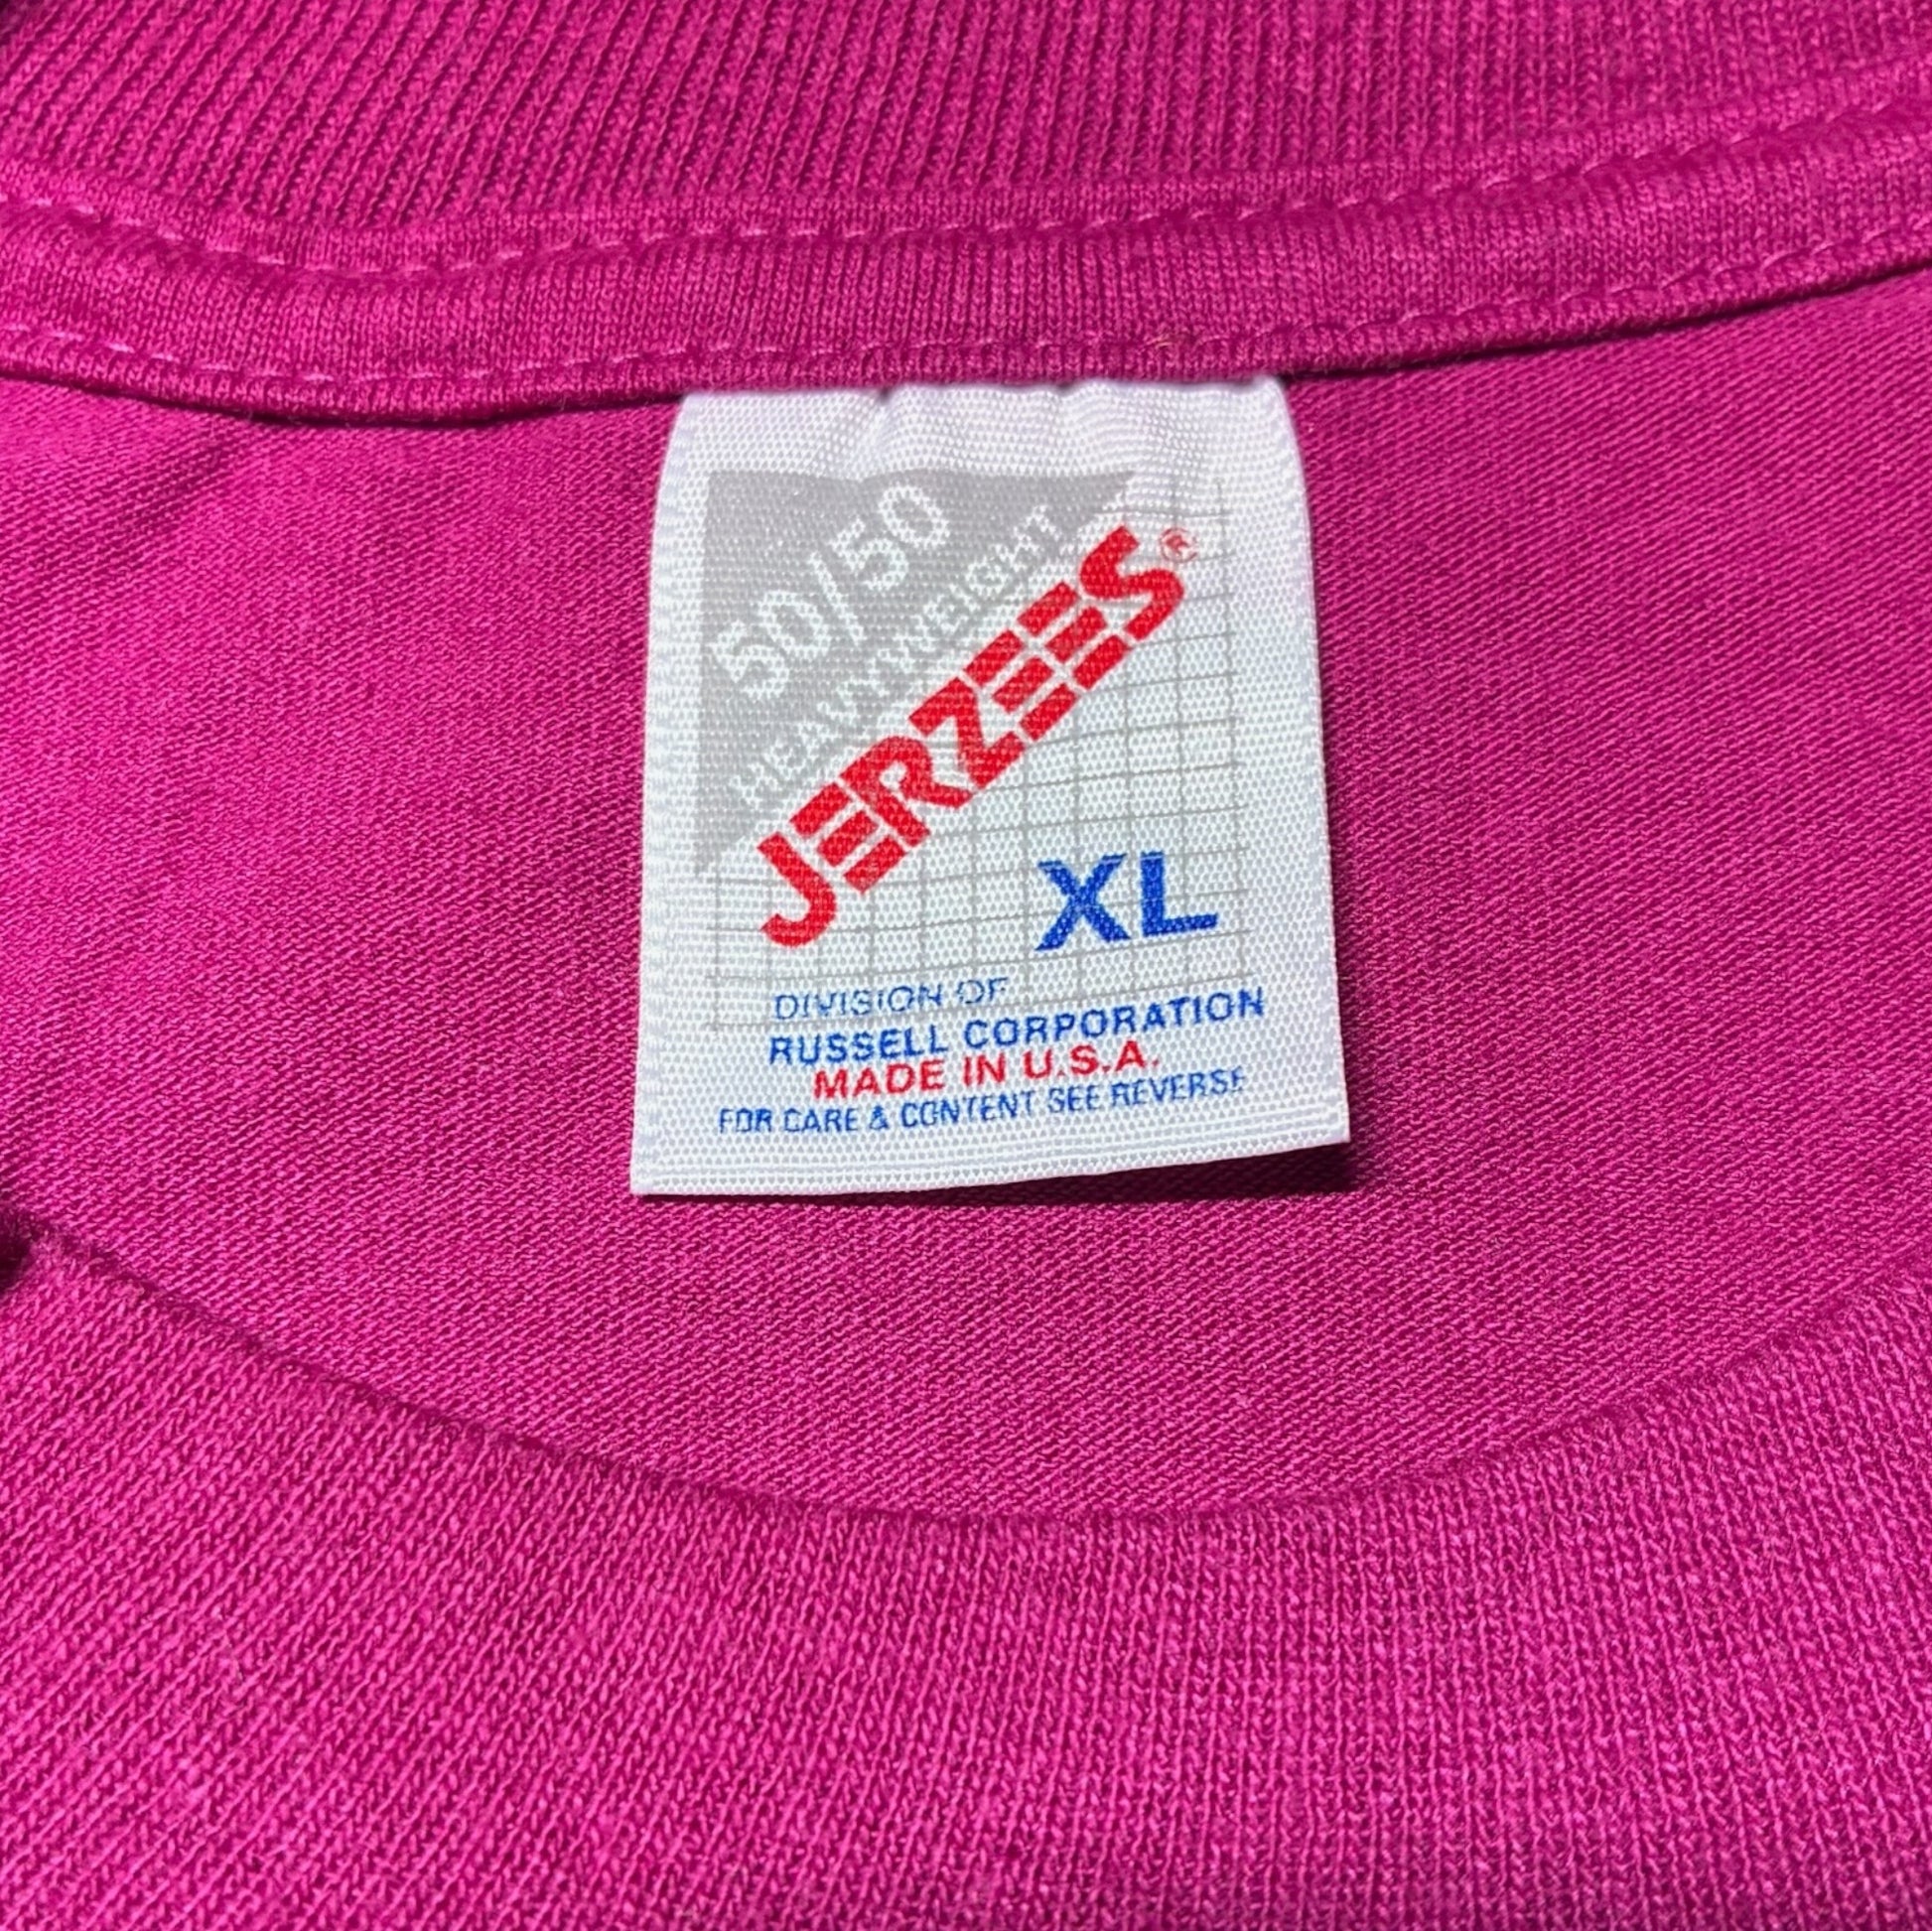 50/50
HEAVYWEIGHT
JERZEES®
XL
DIVISION OF
RUSSELL CORPORATION
MADE IN U.S.A.
FOR CARE & CONTENT SEE REVERSE